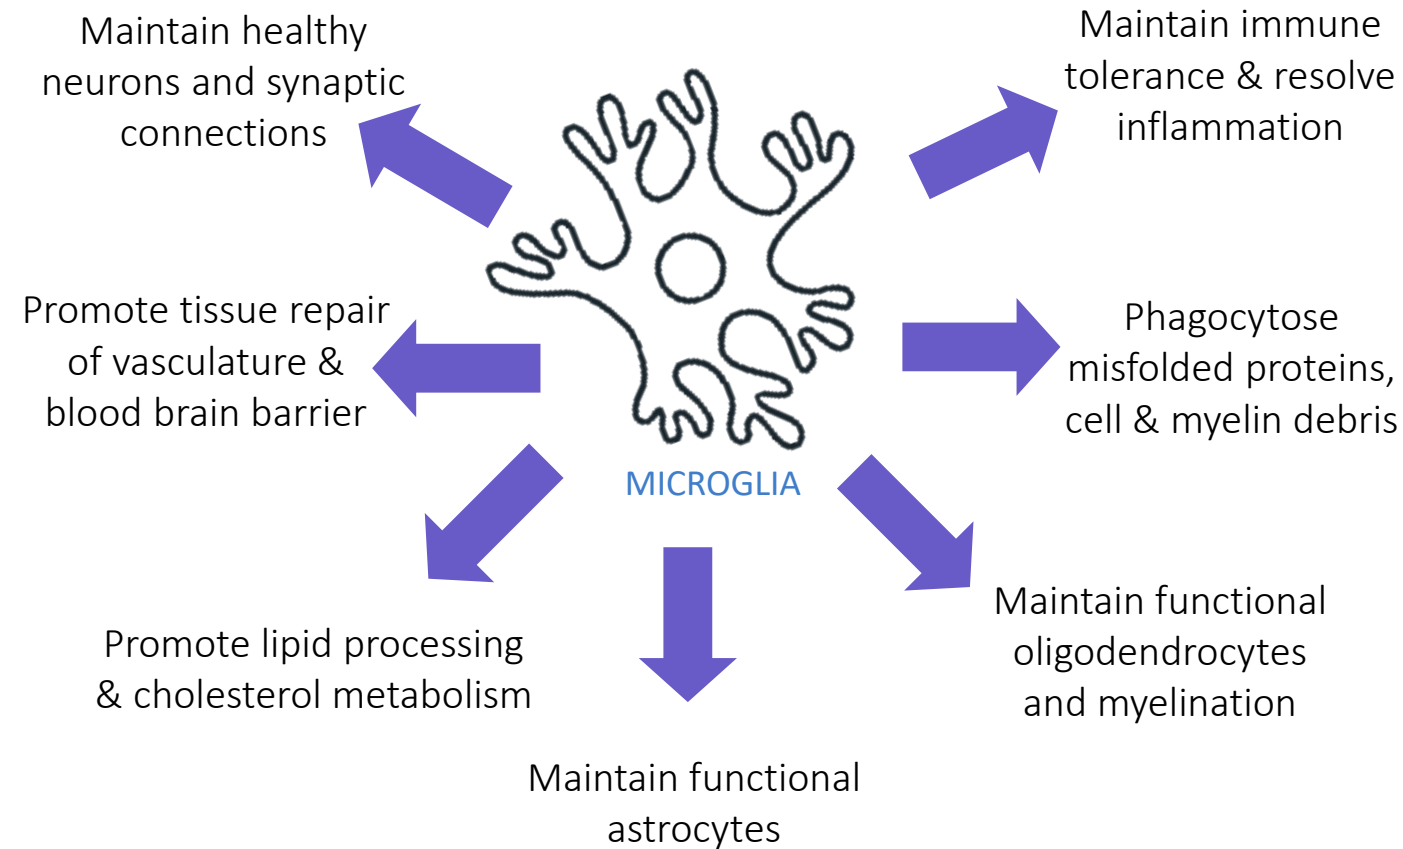 Maintain healthy
neurons and synaptic
connections
Maintain immune
tolerance & resolve
inflammation
Promote tissue repair
of vasculature &
blood brain barrier
Phagocytose
misfolded proteins,
cell & myelin debris
MICROGLIA
Promote lipid processing
& cholesterol metabolism
Maintain functional
oligodendrocytes
and myelination
Maintain functional
astrocytes